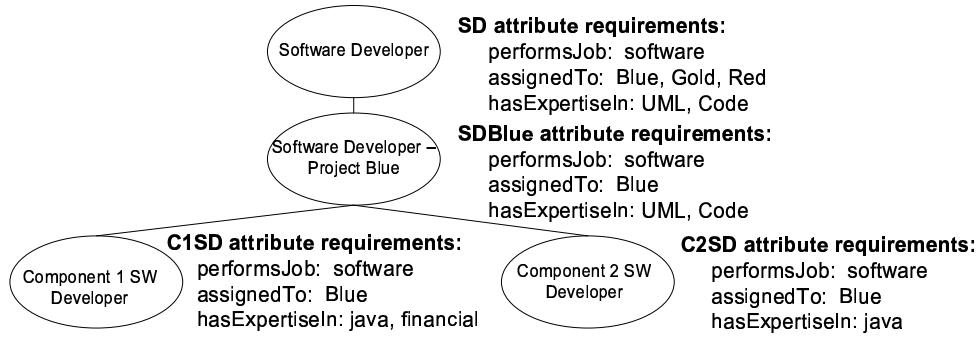 Software Developer
SD attribute requirements:
performsJob: software
assignedTo: Blue, Gold, Red
hasExpertiseIn: UML, Code
Software Developer –
Project Blue
SDBlue attribute requirements:
performsJob: software
assignedTo: Blue
hasExpertiseIn: UML, Code
Component 1 SW
Developer
C1SD attribute requirements:
performsJob: software
assignedTo: Blue
hasExpertiseIn: java, financial
Component 2 SW
Developer
C2SD attribute requirements:
performsJob: software
assignedTo: Blue
hasExpertiseIn: java